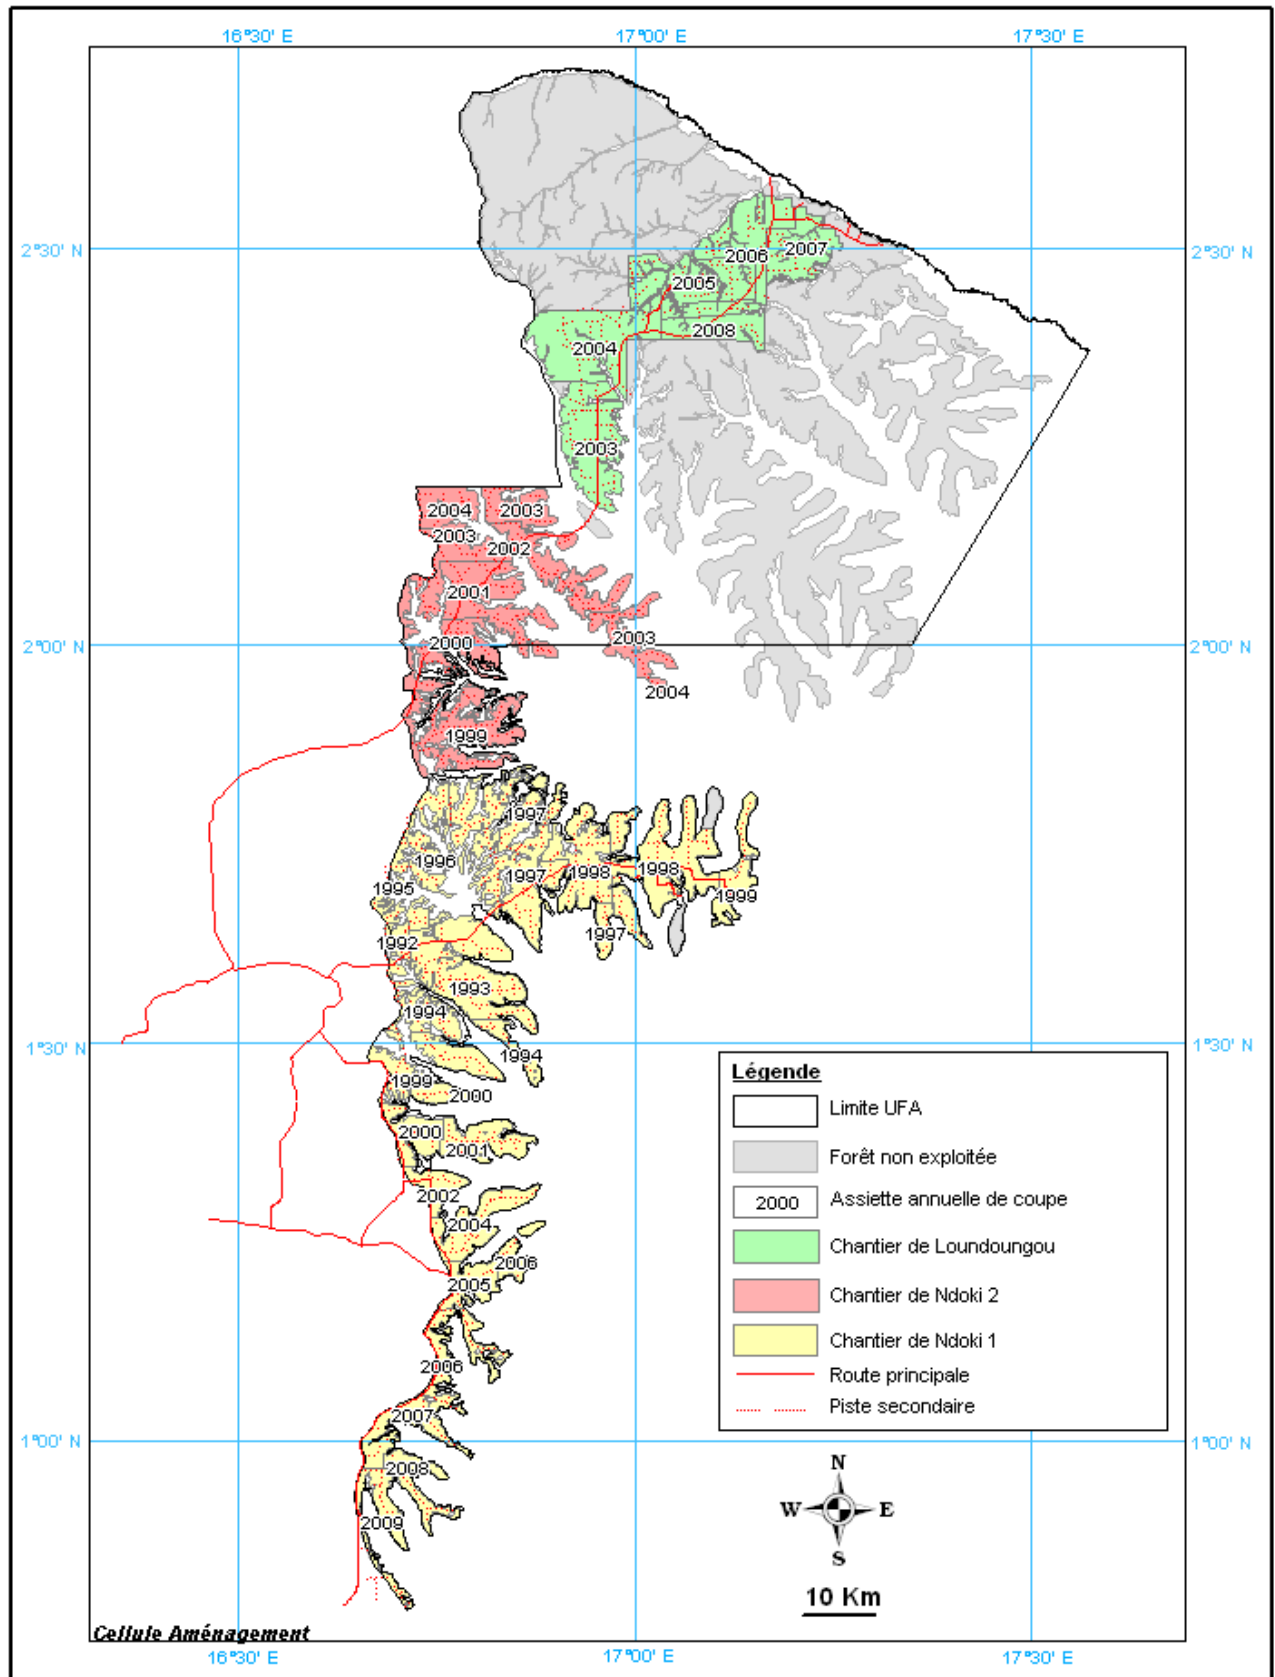 16°30' E
17°00' E
17°30' E
2°30' N
2°30' N
2007
2006
2005
2008
2004
2003
2004
2003
2003
2002
2001
2003
2000
2°00' N
2°00' N
2004
1999
1997
1996
1998
1998
1997
1995
1999
1997
1992
1993
1994
1°30' N
1°30' N
1994
1999
2000
2000
2001
2002
2004
2006
2005
2006
2007
1°00' N
1°00' N
2008
2009
Légende
Limite UFA
Forêt non exploitée
2000 Assiette annuelle de coupe
Chantier de Loundoungou
Chantier de Ndoki 2
Chantier de Ndoki 1
Route principale
Piste secondaire
N
W E
S
10 Km
Cellule Aménagement
16°30' E
17°00' E
17°30' E